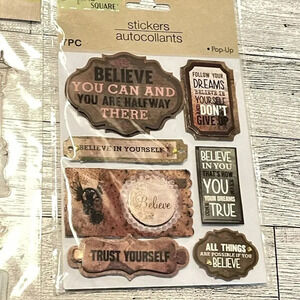 SQUARE
stickers
autocollants
7PC
• Pop-Up
BELIEVE
YOU CAN AND
YOU ARE HALFWAY
THERE
FOLLOW YOUR
DREAMS
BELIEVE IN
YOURSELF
&
DON'T
GIVE UP
BELIEVE IN YOURSELF
BELIEVE
IN YOU
THAT'S HOW
YOU
YOUR DREAMS
TRUE
Believe
TRUST YOURSELF
ALL THINGS
ARE POSSIBLE IF YOU
BELIEVE